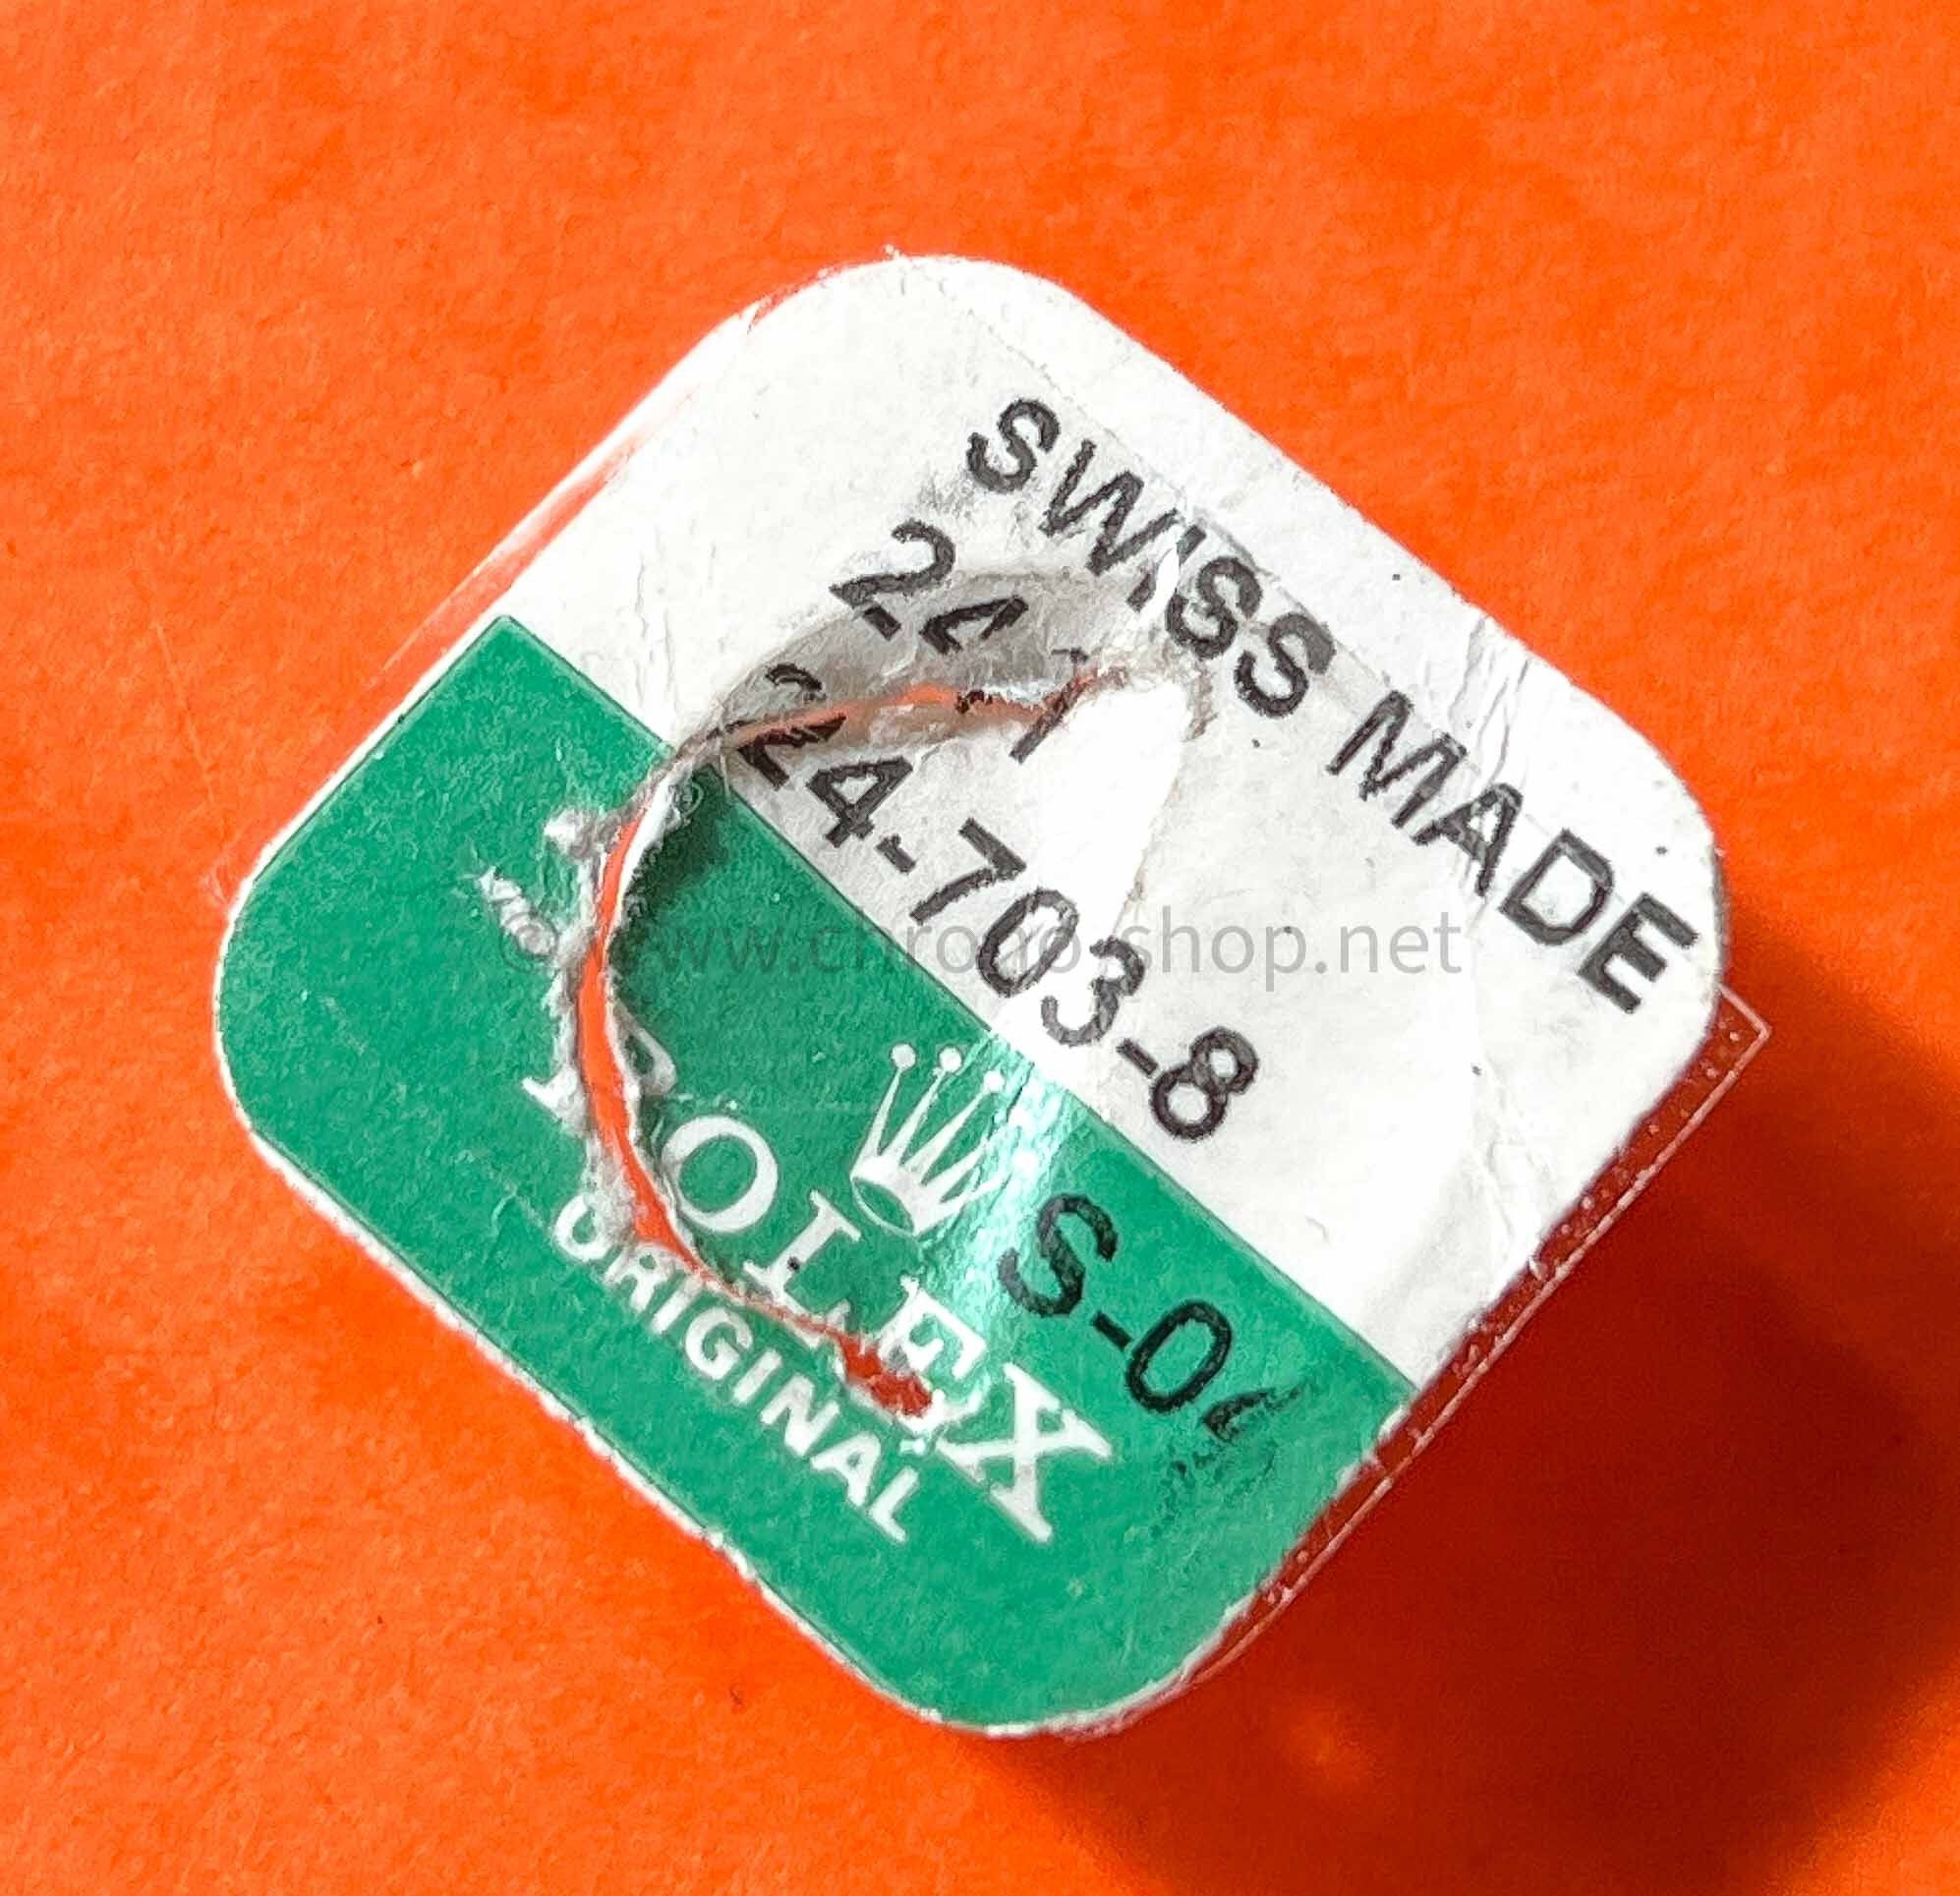 SWISS MADE
24-703-8
S-0
ROLEX
ORIGINAL
© www.chrono-shop.net